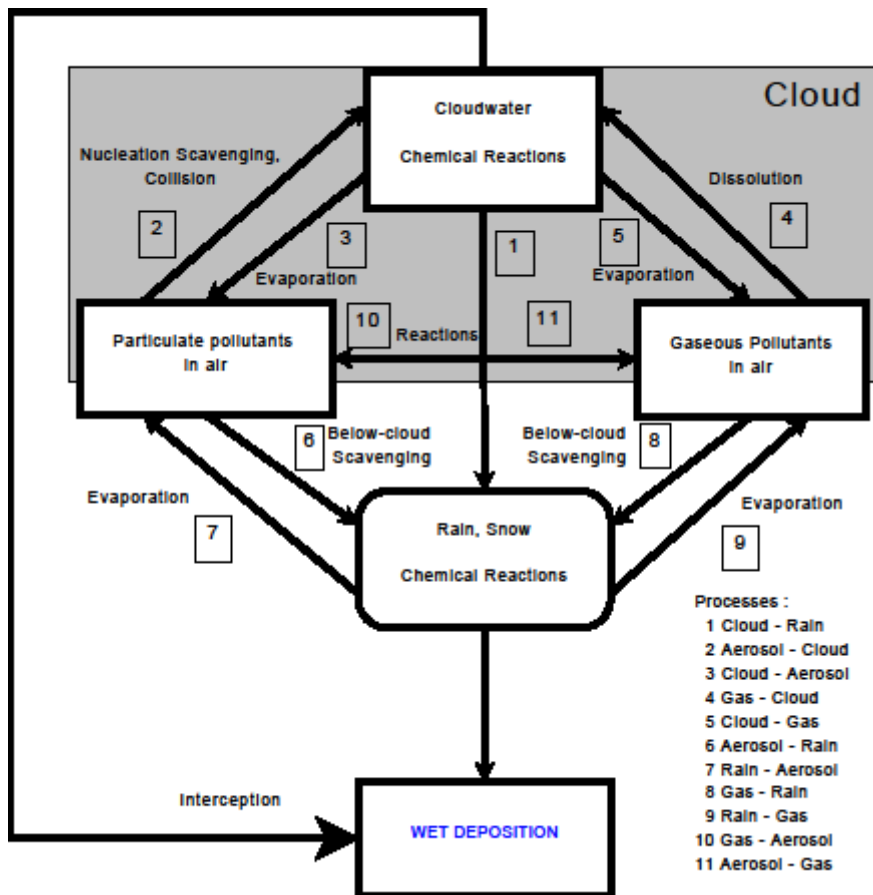 Cloud
Cloudwater
Chemical Reactions
Nucleation Scavenging,
Collision
Dissolution
2
3
1
5
4
Evaporation
Evaporation
10
Reactions
11
Particulate pollutants
in air
Gaseous Pollutants
in air
6
Below-cloud
Scavenging
Below-cloud
Scavenging
8
Evaporation
7
Evaporation
9
Rain, Snow
Chemical Reactions
Processes :
1 Cloud - Rain
2 Aerosol - Cloud
3 Cloud - Aerosol
4 Gas - Cloud
5 Cloud - Gas
6 Aerosol - Rain
7 Rain - Aerosol
8 Gas - Rain
9 Rain - Gas
10 Gas - Aerosol
11 Aerosol - Gas
Interception
WET DEPOSITION